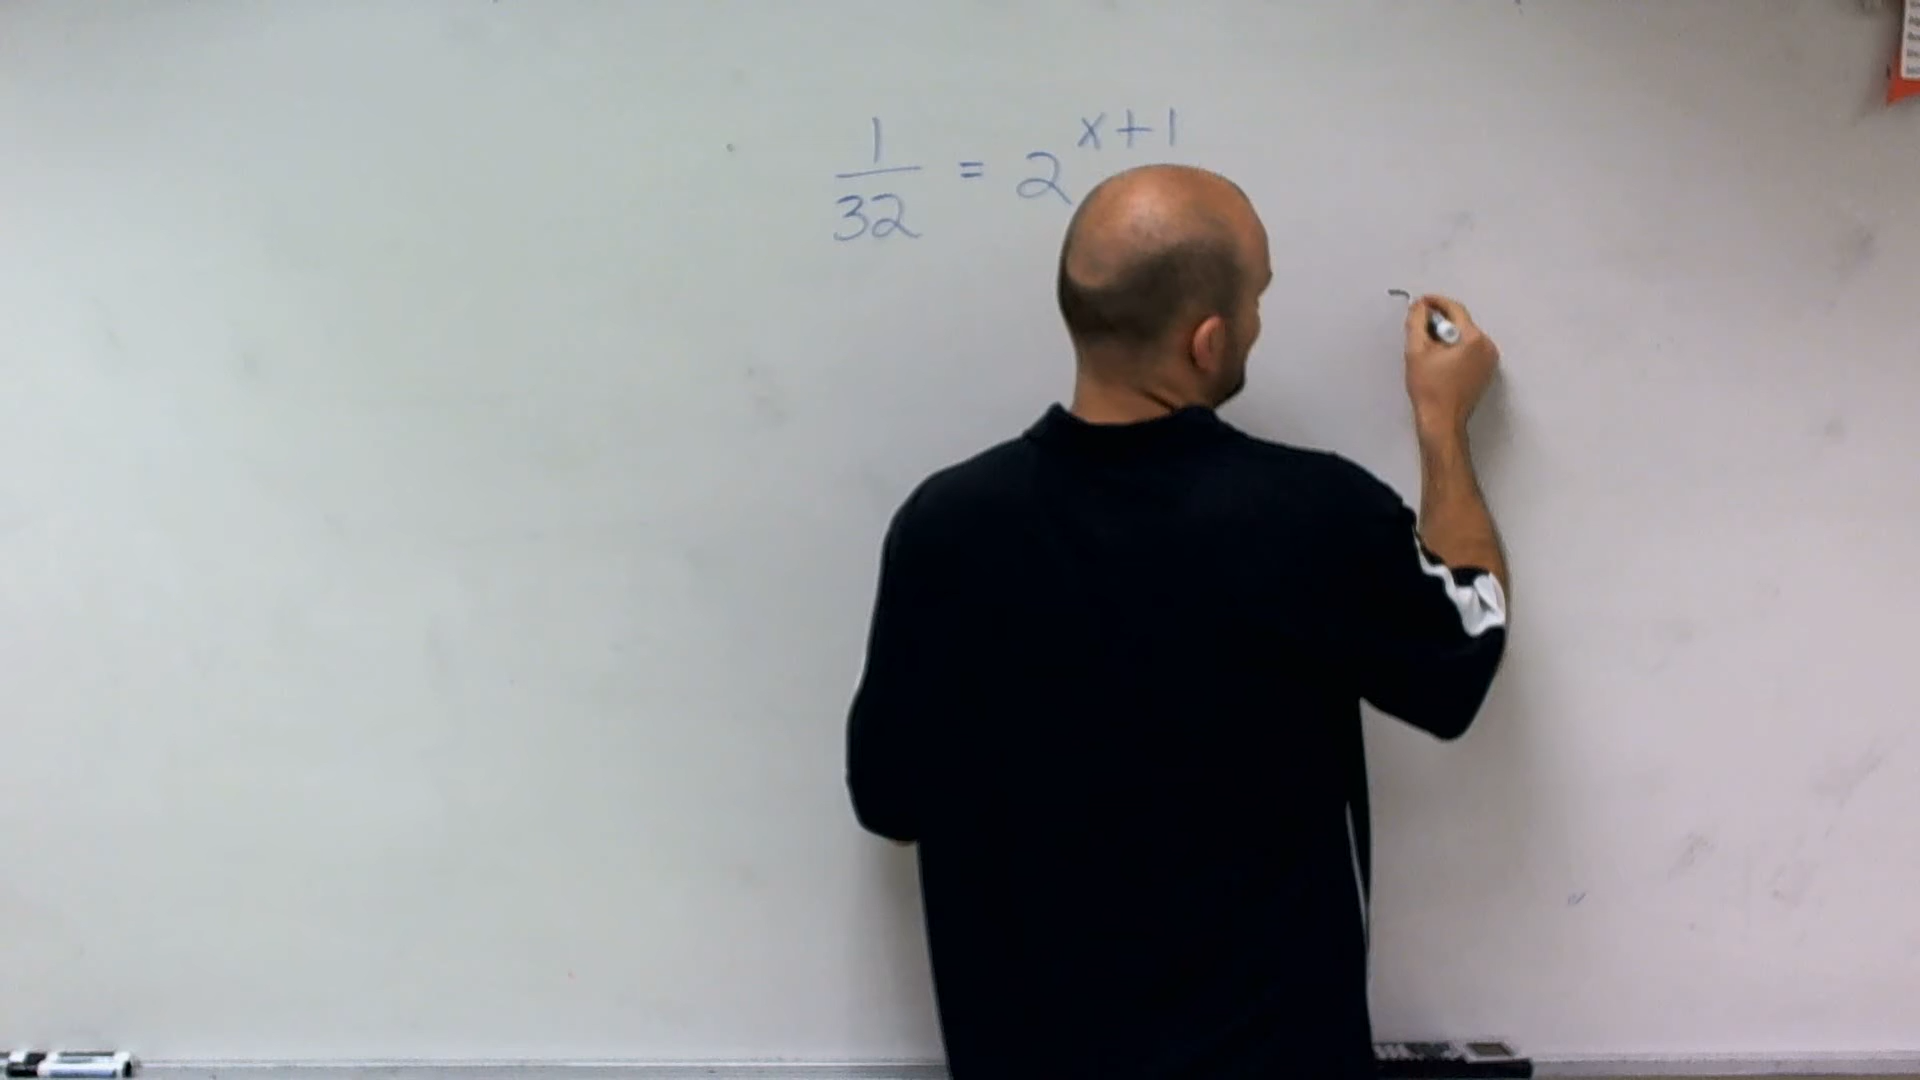 1/32 = 2^(x+1)